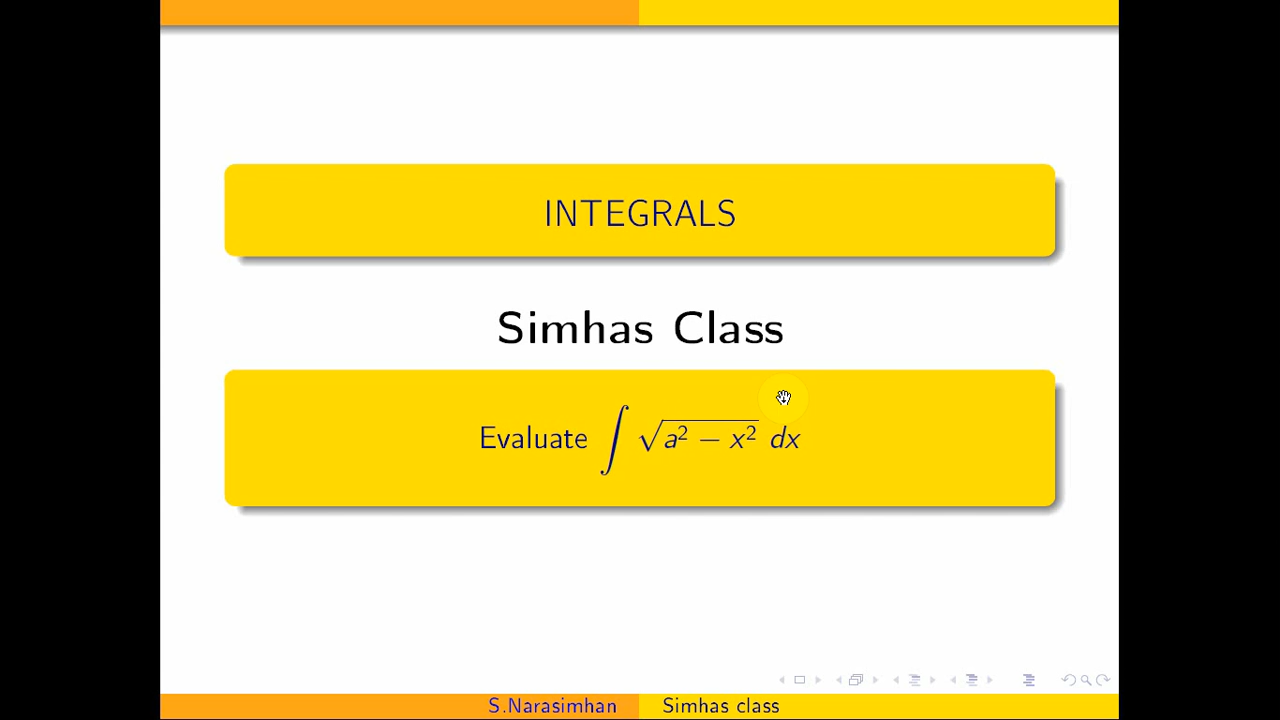 INTEGRALS
Simhas Class
Evaluate ∫ √(a² − x²) dx
S.Narasimhan
Simhas class